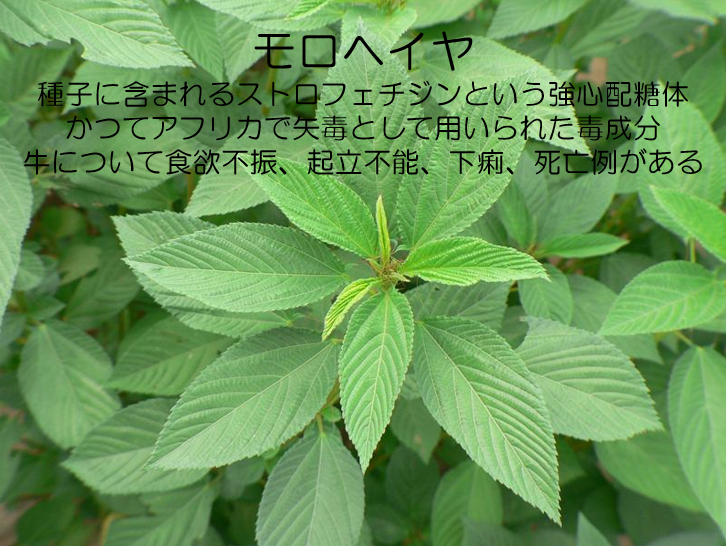 モロヘイヤ
種子に含まれるストロフェチジンという強心配糖体
かつてアフリカで矢毒として用いられた毒成分
牛について食欲不振、起立不能、下痢、死亡例がある